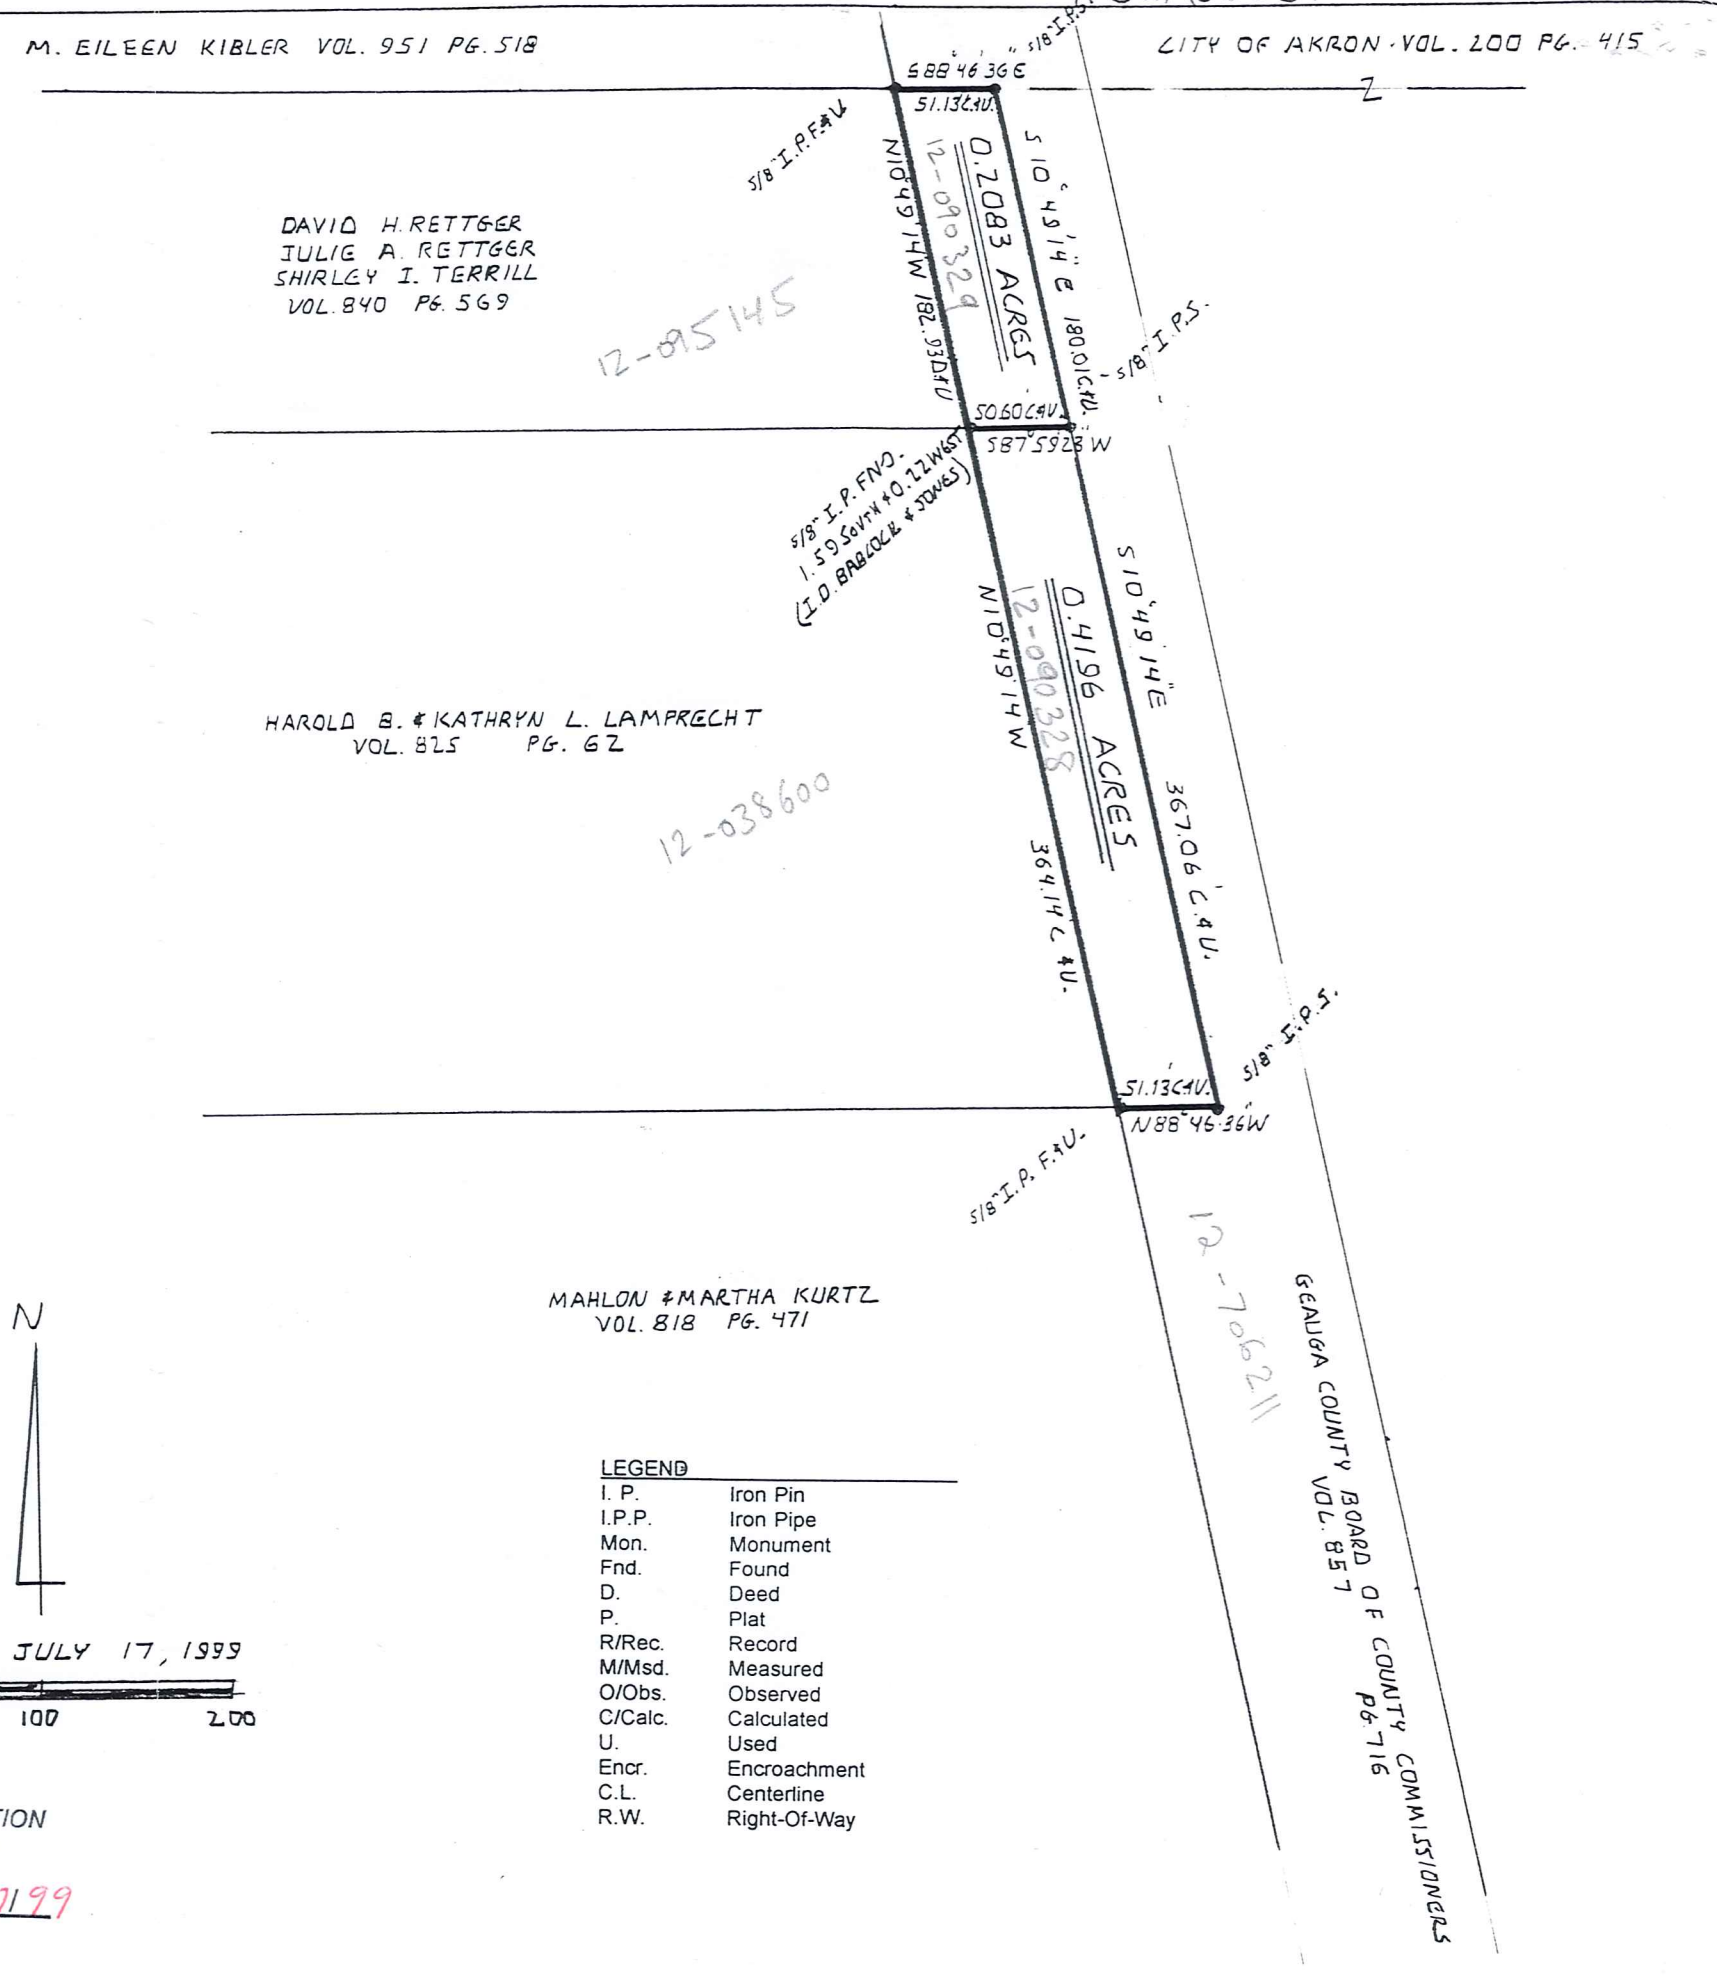 M. EILEEN KIBLER VOL. 951 PG. 518
CITY OF AKRON · VOL. 200 PG. 415
5/8" I.P.S.
S88°46'36"E
51.13' C.&U.
5/8" I.P.F.&U
N10°49'14"W 182.93 D.&U
0.2083 ACRES
12-090329
S10°49'14"E 180.01 C.&U.
DAVID H. RETTGER
JULIE A. RETTGER
SHIRLEY I. TERRILL
VOL. 840 PG. 569
12-095145
5/8" I.P.S.
50.60 C.&U.
S87°59'23"W
5/8" I.P. FND.
1.59 SOUTH & 0.22 WEST
(I.D. BABCOCK & JONES)
HAROLD B. & KATHRYN L. LAMPRECHT
VOL. 825 PG. 62
12-038600
N10°49'14"W 364.14 C &U.
0.4196 ACRES
12-090328
S10°49'14"E 367.06' C.&U.
5/8" I.P.S.
51.13' C.&U.
N88°46'36"W
5/8" I.P. F.&U.
12-706211
MAHLON & MARTHA KURTZ
VOL. 818 PG. 471
GEAUGA COUNTY BOARD OF COUNTY COMMISSIONERS
VOL. 857 PG. 716
N
JULY 17, 1999
100 200
TION
199
LEGEND
I. P. Iron Pin
I.P.P. Iron Pipe
Mon. Monument
Fnd. Found
D. Deed
P. Plat
R/Rec. Record
M/Msd. Measured
O/Obs. Observed
C/Calc. Calculated
U. Used
Encr. Encroachment
C.L. Centerline
R.W. Right-Of-Way